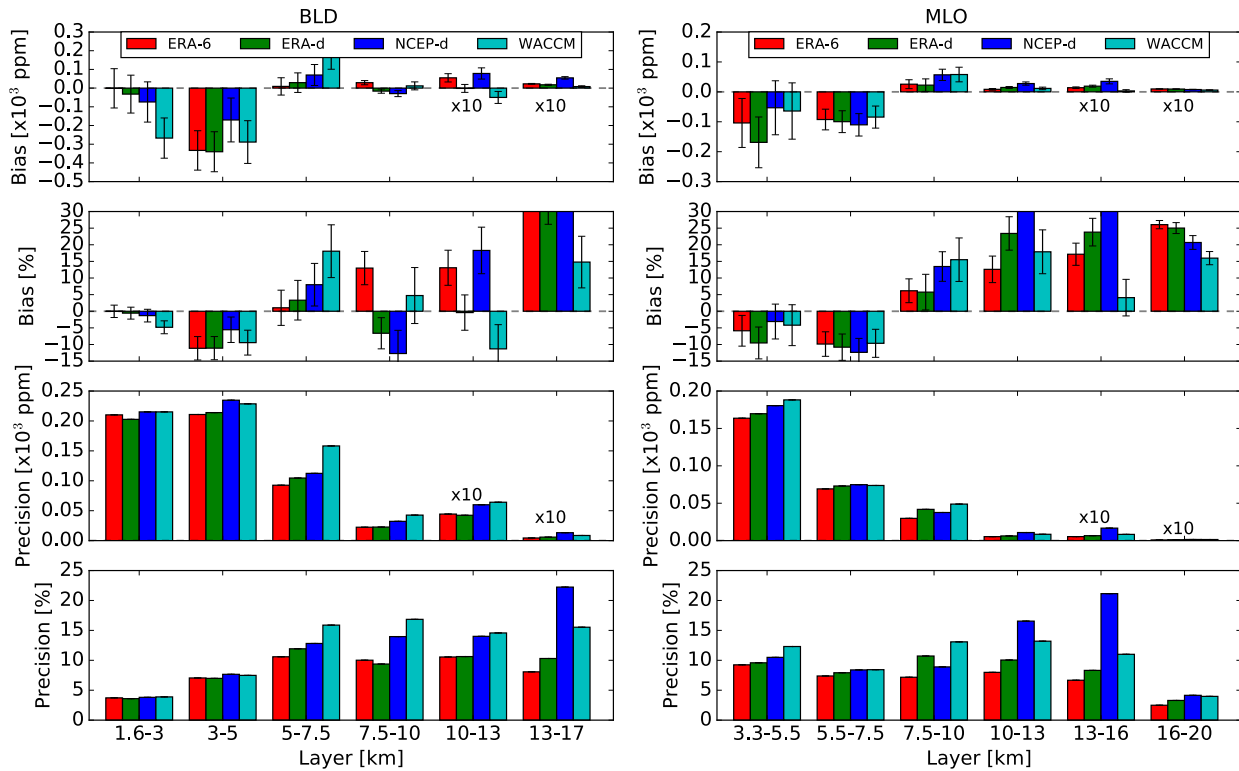 BLD
MLO
ERA-6 ERA-d NCEP-d WACCM
ERA-6 ERA-d NCEP-d WACCM
Bias [x10³ ppm]
0.3
0.2
0.1
0.0
−0.1
−0.2
−0.3
−0.4
−0.5
x10 x10
Bias [x10³ ppm]
0.2
0.1
0.0
−0.1
−0.2
−0.3
x10 x10
Bias [%]
30
25
20
15
10
5
0
−5
−10
−15
Bias [%]
30
25
20
15
10
5
0
−5
−10
−15
Precision [x10³ ppm]
0.25
0.20
0.15
0.10
0.05
0.00
x10
x10
Precision [x10³ ppm]
0.20
0.15
0.10
0.05
0.00
x10
x10
Precision [%]
25
20
15
10
5
0
1.6-3 3-5 5-7.5 7.5-10 10-13 13-17
Layer [km]
Precision [%]
25
20
15
10
5
0
3.3-5.5 5.5-7.5 7.5-10 10-13 13-16 16-20
Layer [km]